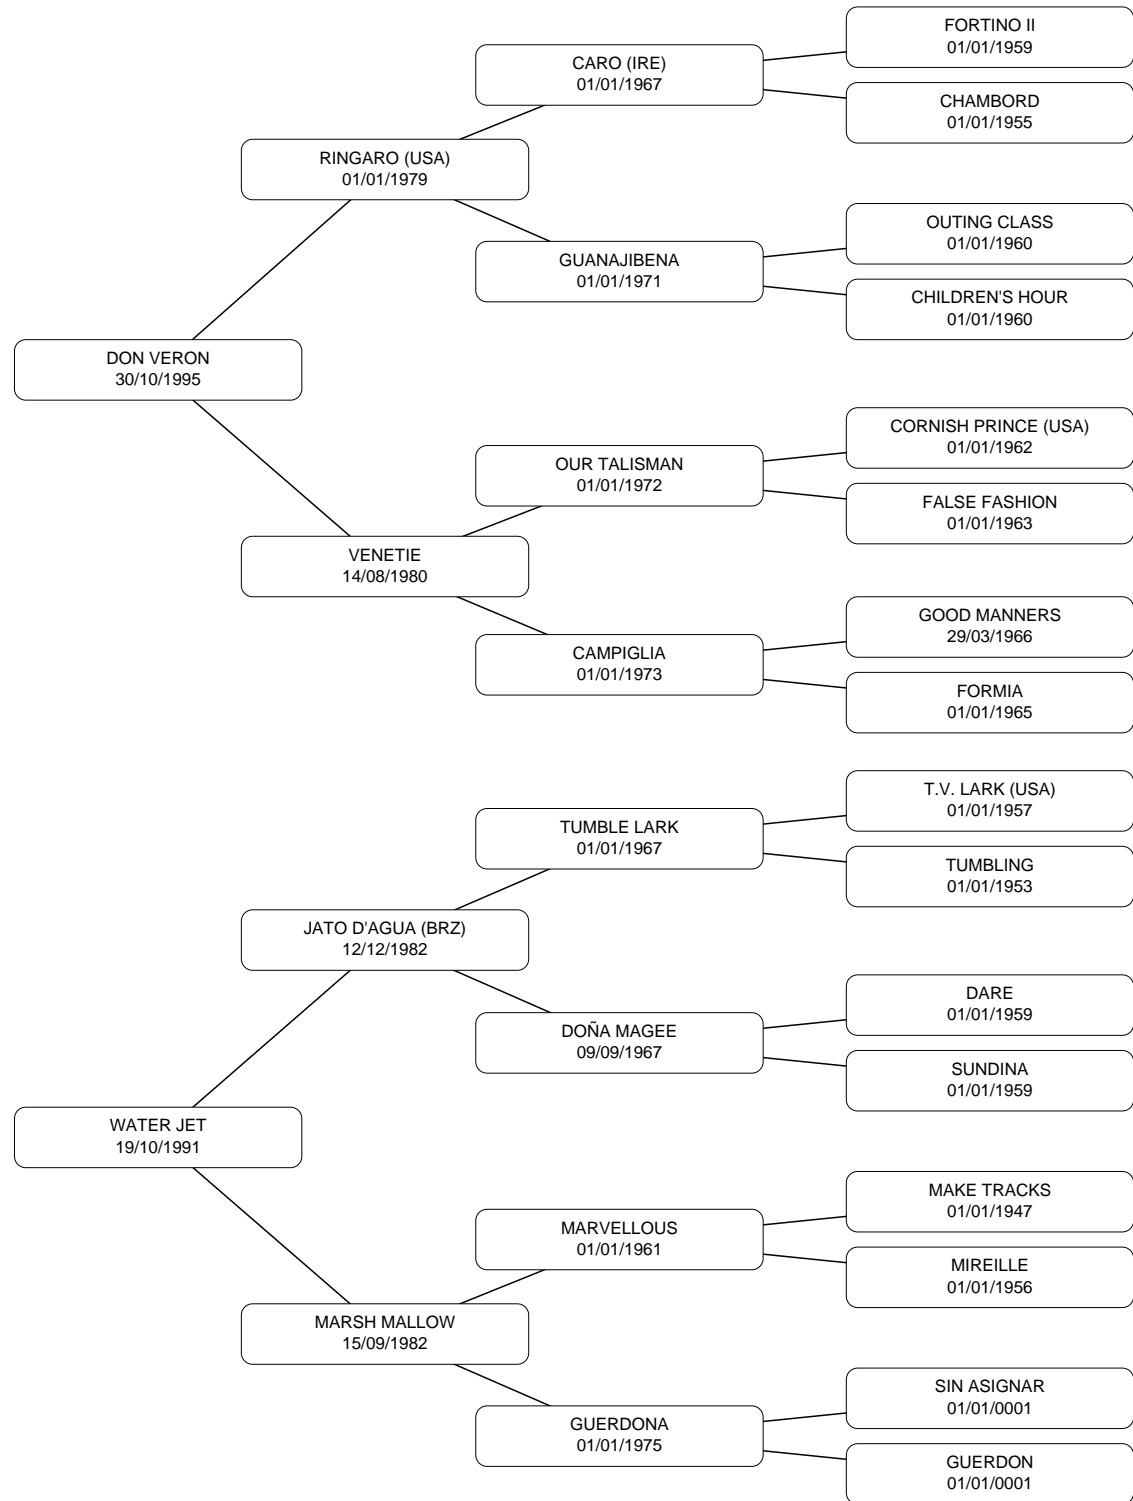 FORTINO II
01/01/1959
CARO (IRE)
01/01/1967
CHAMBORD
01/01/1955
RINGARO (USA)
01/01/1979
OUTING CLASS
01/01/1960
GUANAJIBENA
01/01/1971
CHILDREN'S HOUR
01/01/1960
DON VERON
30/10/1995
CORNISH PRINCE (USA)
01/01/1962
OUR TALISMAN
01/01/1972
FALSE FASHION
01/01/1963
VENETIE
14/08/1980
GOOD MANNERS
29/03/1966
CAMPIGLIA
01/01/1973
FORMIA
01/01/1965
T.V. LARK (USA)
01/01/1957
TUMBLE LARK
01/01/1967
TUMBLING
01/01/1953
JATO D'AGUA (BRZ)
12/12/1982
DARE
01/01/1959
DOÑA MAGEE
09/09/1967
SUNDINA
01/01/1959
WATER JET
19/10/1991
MAKE TRACKS
01/01/1947
MARVELLOUS
01/01/1961
MIREILLE
01/01/1956
MARSH MALLOW
15/09/1982
SIN ASIGNAR
01/01/0001
GUERDONA
01/01/1975
GUERDON
01/01/0001